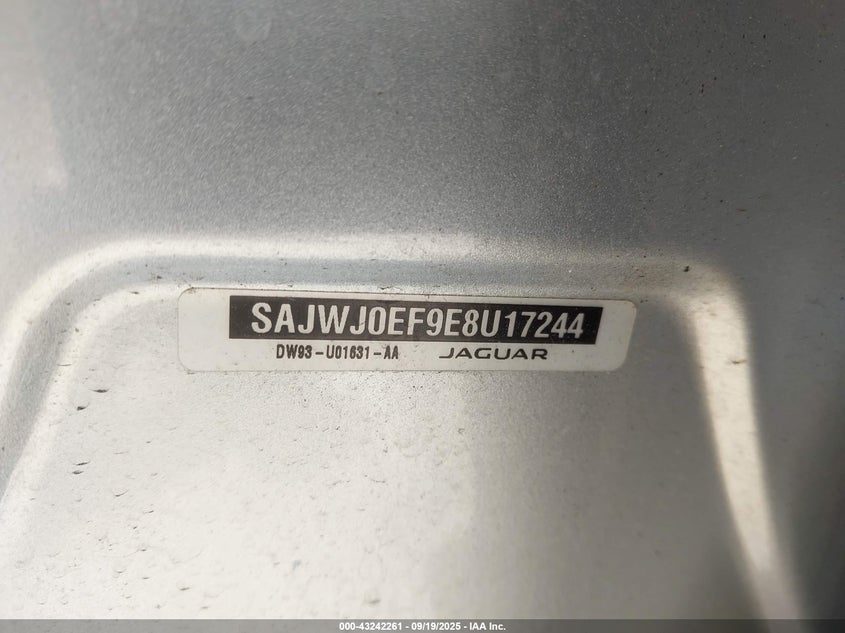 SAJWJ0EF9E8U17244
DW93-U01631-AA JAGUAR
000-43242261 - 09/19/2025 - IAA Inc.